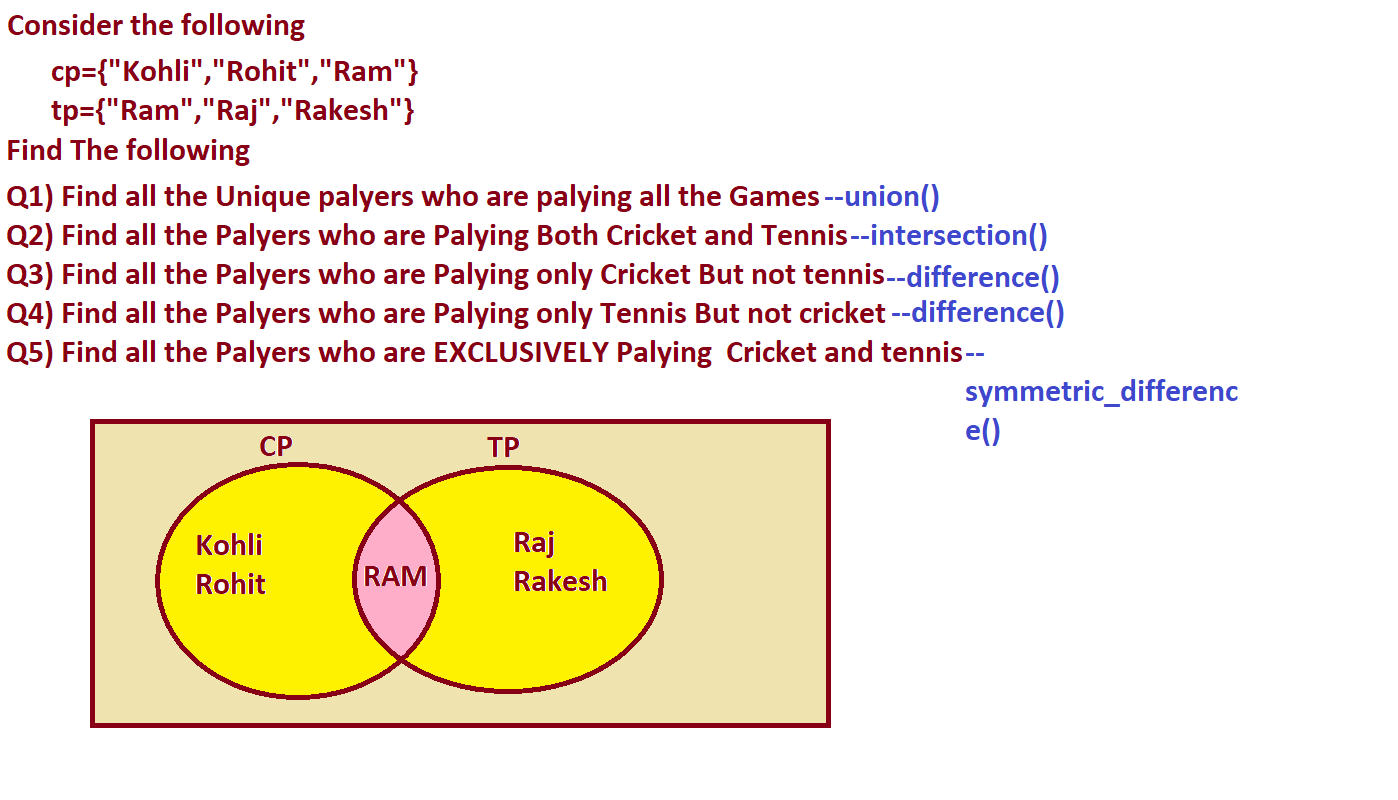 Consider the following
cp={"Kohli","Rohit","Ram"}
tp={"Ram","Raj","Rakesh"}
Find The following
Q1) Find all the Unique palyers who are palying all the Games --union()
Q2) Find all the Palyers who are Palying Both Cricket and Tennis--intersection()
Q3) Find all the Palyers who are Palying only Cricket But not tennis--difference()
Q4) Find all the Palyers who are Palying only Tennis But not cricket --difference()
Q5) Find all the Palyers who are EXCLUSIVELY Palying  Cricket and tennis--
symmetric_differenc
e()
CP
TP
Kohli
Rohit
RAM
Raj
Rakesh